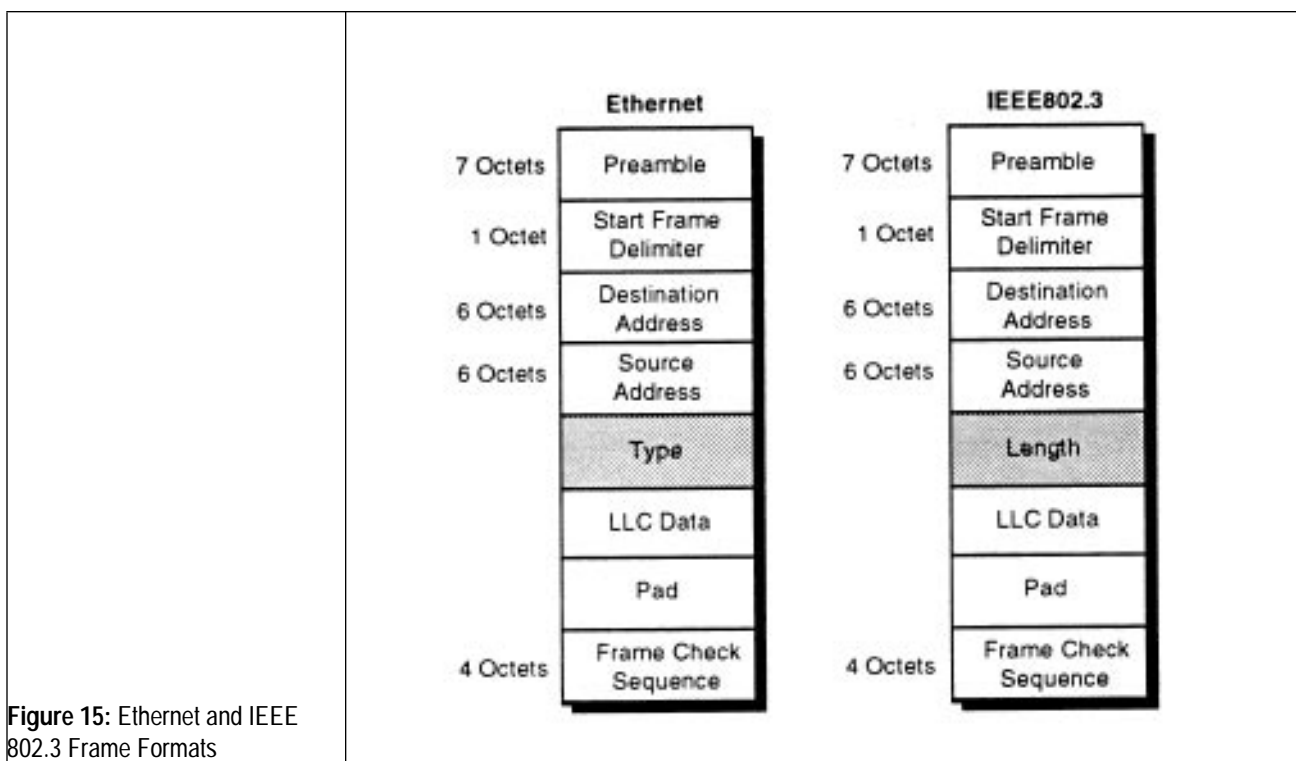 Ethernet
7 Octets
Preamble
1 Octet
Start Frame
Delimiter
6 Octets
Destination
Address
6 Octets
Source
Address
Type
LLC Data
Pad
4 Octets
Frame Check
Sequence
IEEE802.3
7 Octets
Preamble
1 Octet
Start Frame
Delimiter
6 Octets
Destination
Address
6 Octets
Source
Address
Length
LLC Data
Pad
4 Octets
Frame Check
Sequence
Figure 15: Ethernet and IEEE
802.3 Frame Formats